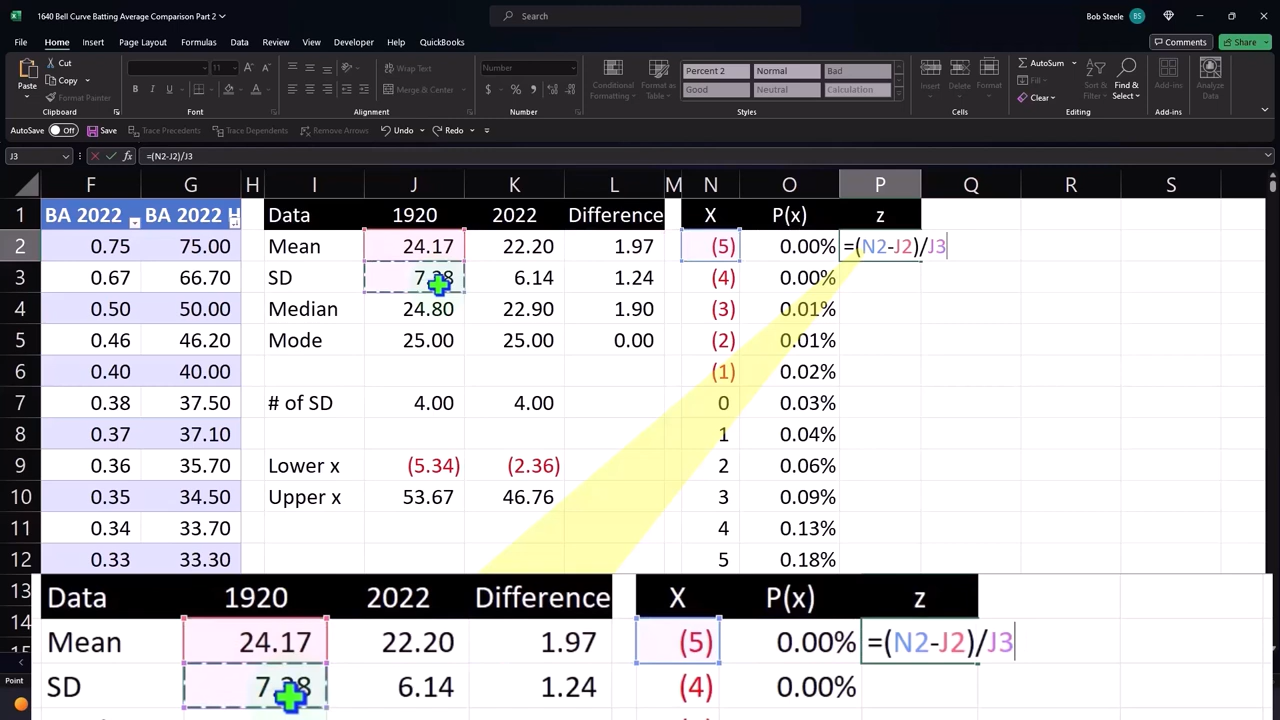 1640 Bell Curve Batting Average Comparison Part 2
Search
Bob Steele
BS
File Home Insert Page Layout Formulas Data Review View Developer Automate Help QuickBooks
Comments Share
Cut
Copy
Format Painter
Paste
Clipboard
11
Font
Wrap Text
Merge & Center
Alignment
Number
Number
Conditional Formatting
Format as Table
Percent 2 Normal Bad
Good Neutral Calculation
Styles
Insert Delete Format
Cells
AutoSum
Fill
Clear
Sort & Filter
Find & Select
Editing
Add-ins
Add-ins
Analyze Data
AutoSave Off Save Trace Precedents Trace Dependents Remove Arrows Undo Redo
J3 fx =(N2-J2)/J3
F G H I J K L M N O P Q R S
1 BA 2022 BA 2022 H Data 1920 2022 Difference X P(x) z
2 0.75 75.00 Mean 24.17 22.20 1.97 (5) 0.00% =(N2-J2)/J3
3 0.67 66.70 SD 7.38 6.14 1.24 (4) 0.00%
4 0.50 50.00 Median 24.80 22.90 1.90 (3) 0.01%
5 0.46 46.20 Mode 25.00 25.00 0.00 (2) 0.01%
6 0.40 40.00 (1) 0.02%
7 0.38 37.50 # of SD 4.00 4.00 0 0.03%
8 0.37 37.10 1 0.04%
9 0.36 35.70 Lower x (5.34) (2.36) 2 0.06%
10 0.35 34.50 Upper x 53.67 46.76 3 0.09%
11 0.34 33.70 4 0.13%
12 0.33 33.30 5 0.18%
13 Data 1920 2022 Difference X P(x) z
14
Mean 24.17 22.20 1.97 (5) 0.00% =(N2-J2)/J3
15
SD 7.38 6.14 1.24 (4) 0.00%
Point